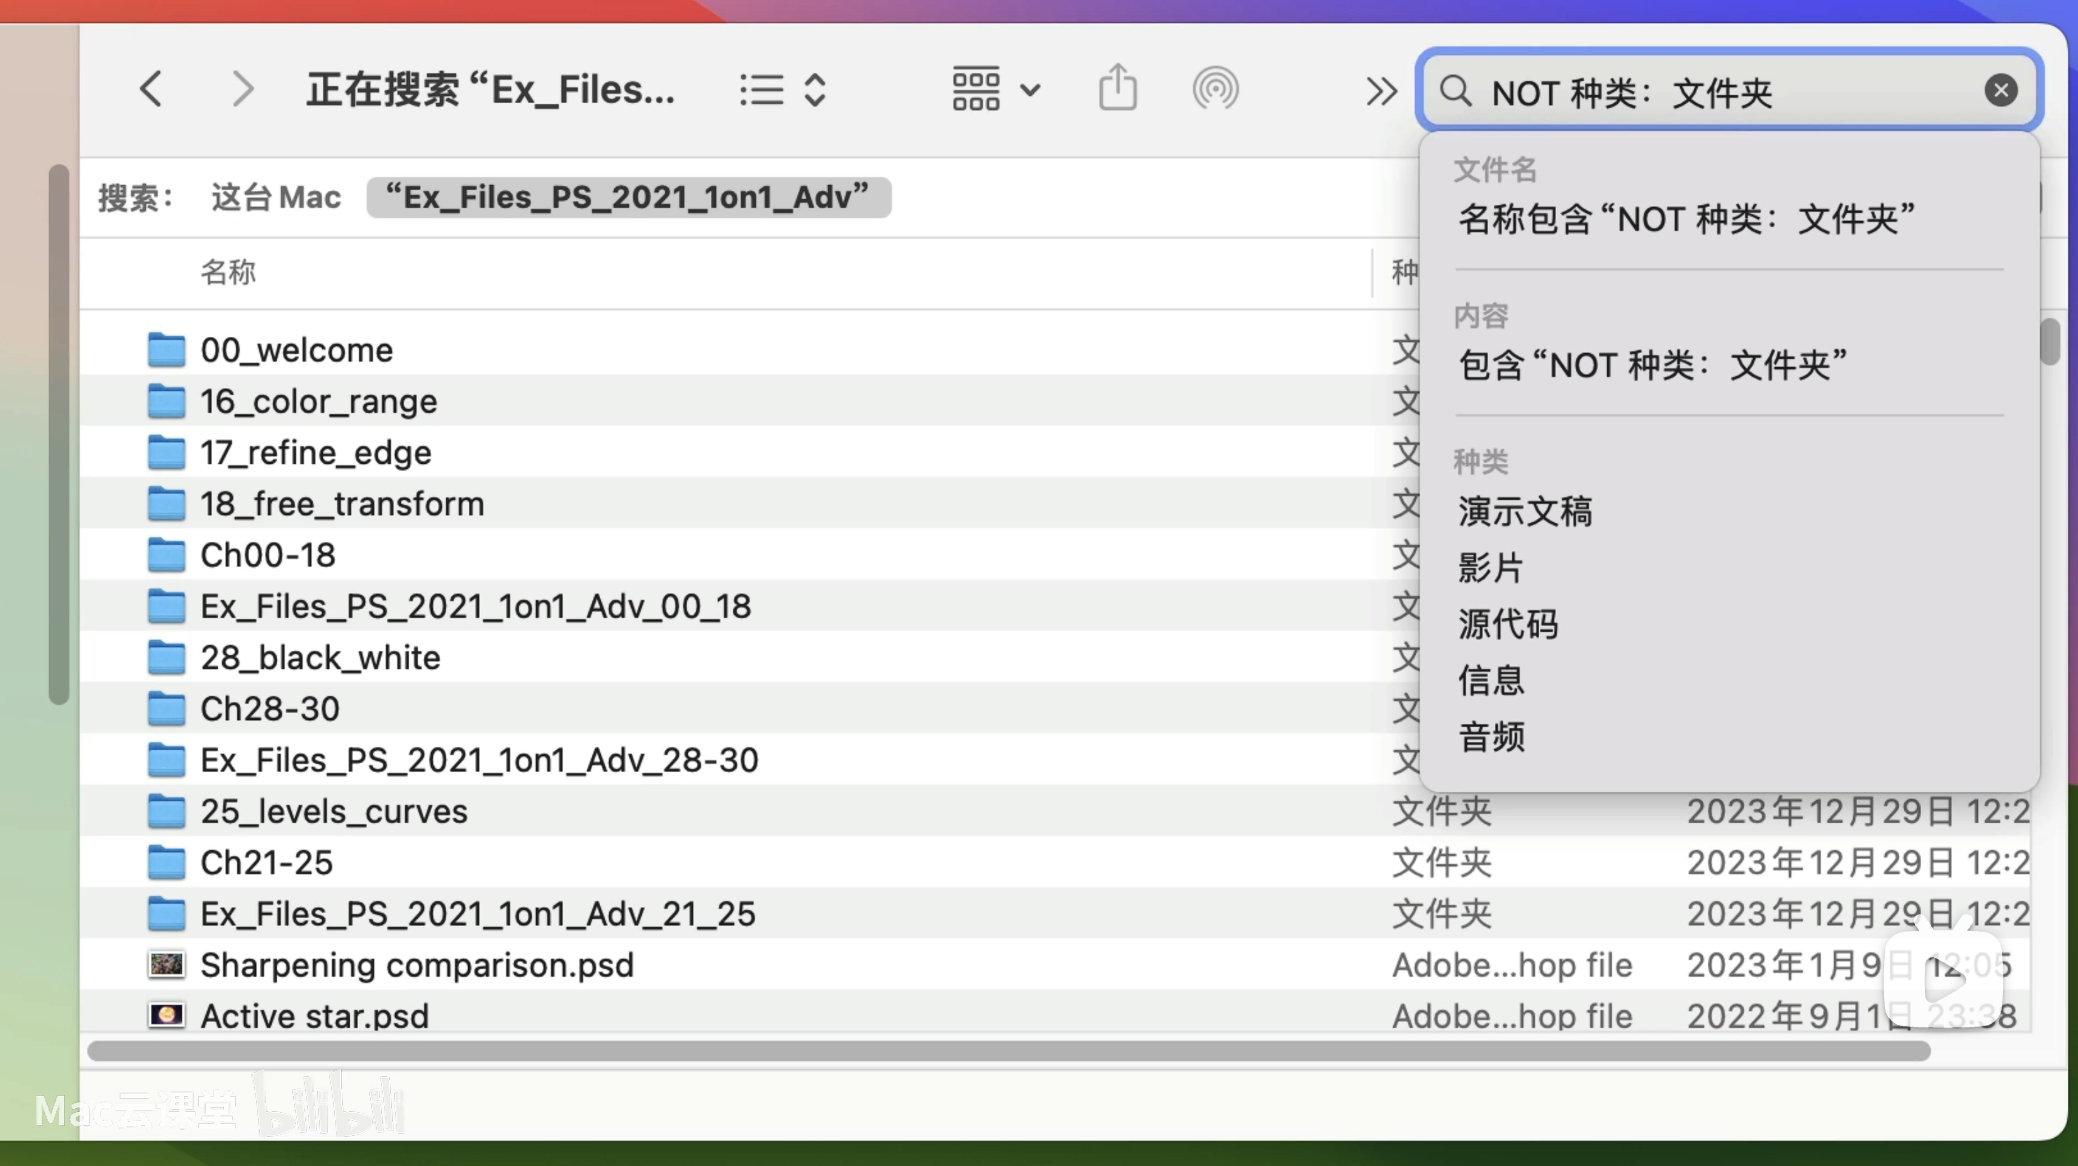 正在搜索“Ex_Files...
NOT 种类：文件夹
搜索：
这台 Mac
“Ex_Files_PS_2021_1on1_Adv”
文件名
名称包含“NOT 种类：文件夹”
内容
包含“NOT 种类：文件夹”
种类
演示文稿
影片
源代码
信息
音频
名称
种
00_welcome
文
16_color_range
文
17_refine_edge
文
18_free_transform
文
Ch00-18
文
Ex_Files_PS_2021_1on1_Adv_00_18
文
28_black_white
文
Ch28-30
文
Ex_Files_PS_2021_1on1_Adv_28-30
文
25_levels_curves 文件夹 2023年12月29日 12:2
Ch21-25 文件夹 2023年12月29日 12:2
Ex_Files_PS_2021_1on1_Adv_21_25 文件夹 2023年12月29日 12:2
Sharpening comparison.psd Adobe...hop file 2023年1月9日 12:05
Active star.psd Adobe...hop file 2022年9月1日 23:38
Mac云课堂 bilibili